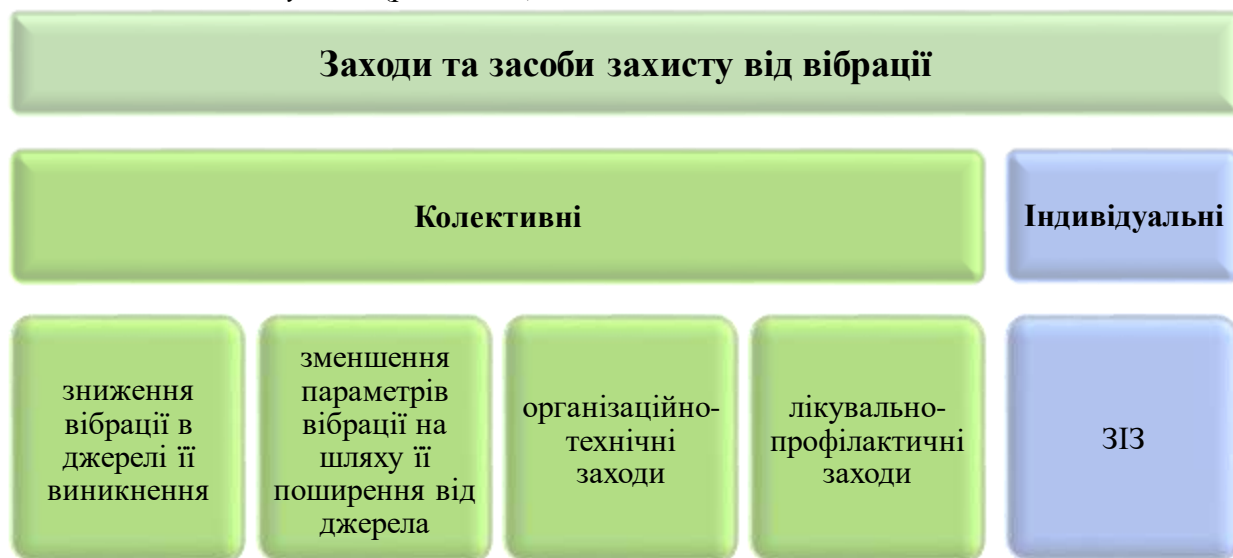 Заходи та засоби захисту від вібрації
Колективні
Індивідуальні
зниження
вібрації в
джерелі її
виникнення
зменшення
параметрів
вібрації на
шляху її
поширення від
джерела
організаційно-
технічні
заходи
лікувально-
профілактичні
заходи
ЗІЗ